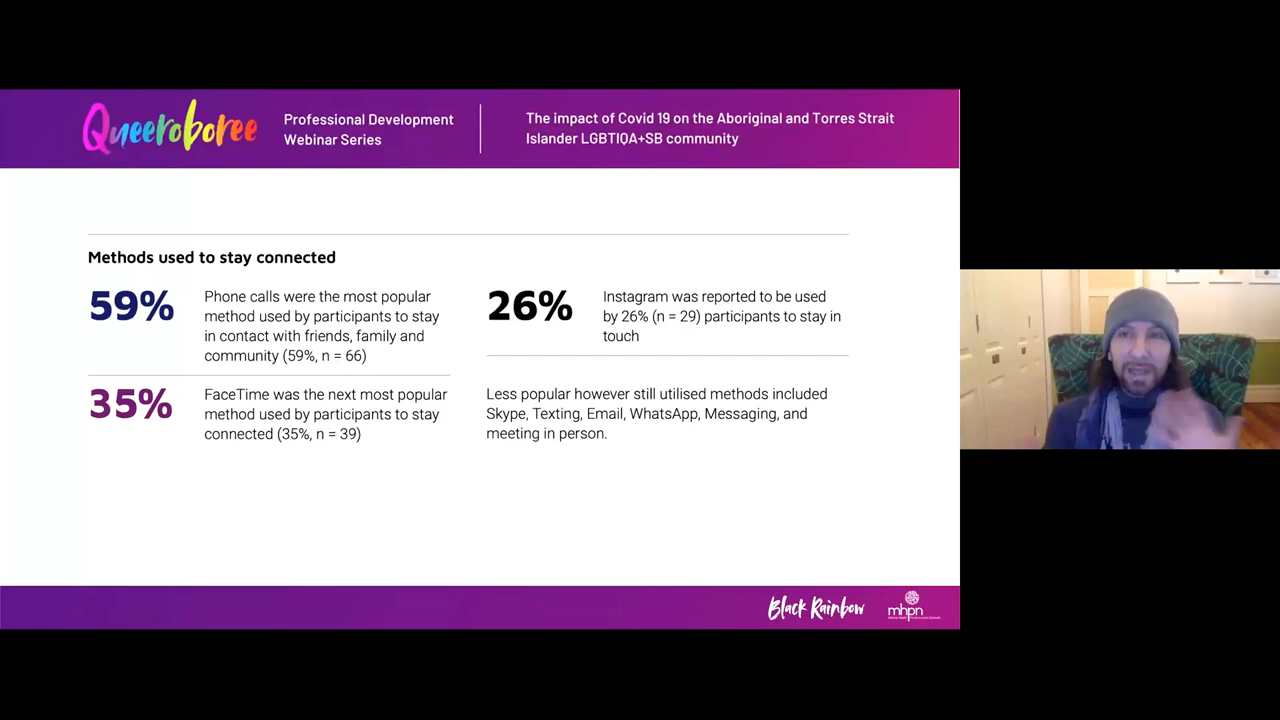 Queeroboree
Professional Development
Webinar Series
The impact of Covid 19 on the Aboriginal and Torres Strait
Islander LGBTIQA+SB community
Methods used to stay connected
59%
Phone calls were the most popular
method used by participants to stay
in contact with friends, family and
community (59%, n = 66)
35%
FaceTime was the next most popular
method used by participants to stay
connected (35%, n = 39)
26%
Instagram was reported to be used
by 26% (n = 29) participants to stay in
touch
Less popular however still utilised methods included
Skype, Texting, Email, WhatsApp, Messaging, and
meeting in person.
Black Rainbow
mhpn